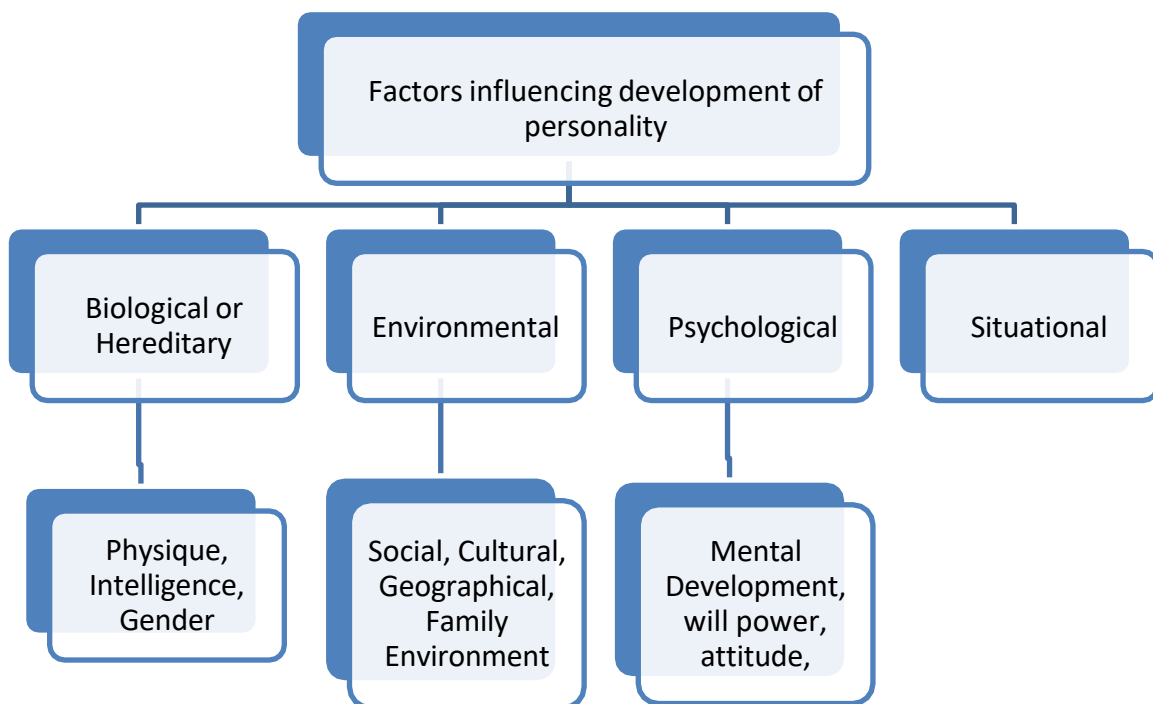 Factors influencing development of
personality
Biological or
Hereditary
Environmental
Psychological
Situational
Physique,
Intelligence,
Gender
Social, Cultural,
Geographical,
Family
Environment
Mental
Development,
will power,
attitude,